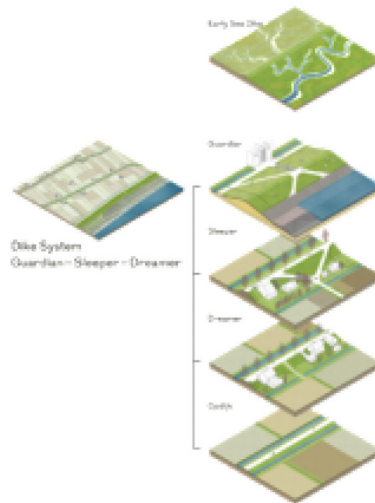 Early Sea Dike
Guardian
Sleeper
Dike System
Guardian - Sleeper - Dreamer
Dreamer